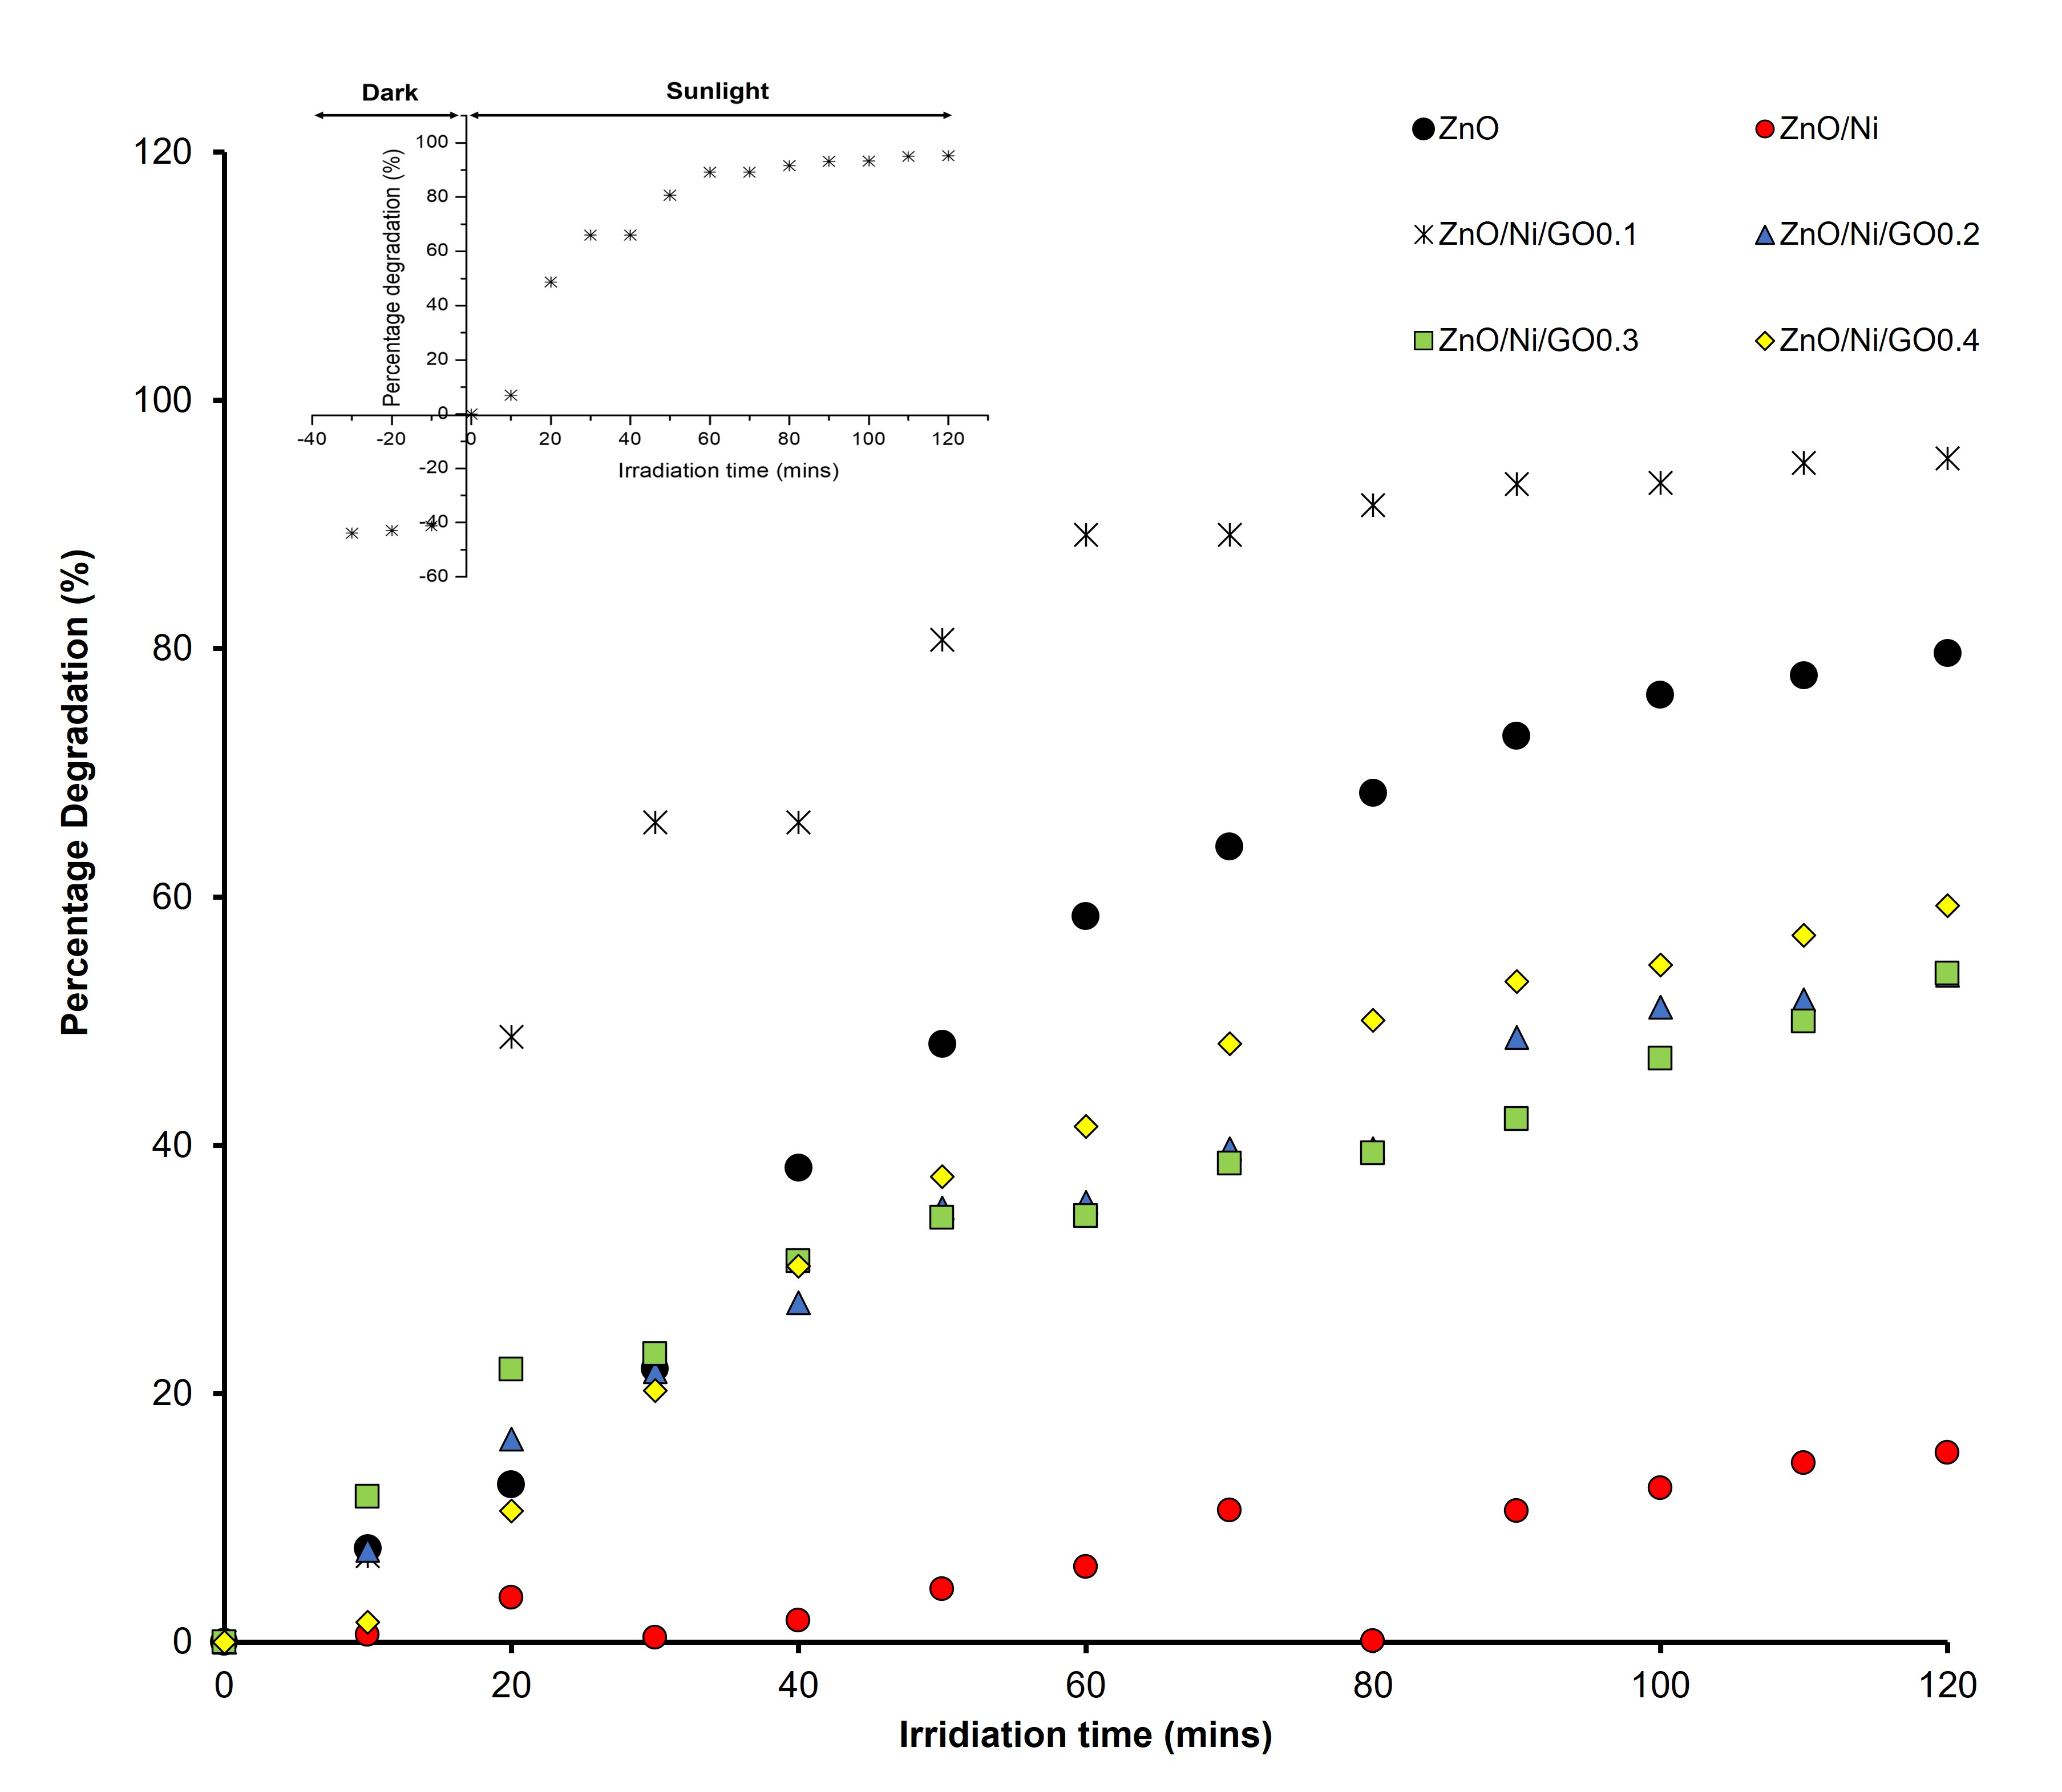 Dark
Sunlight
Percentage degradation (%)
100
80
60
40
20
0
-20
-40
-60
-40
-20
0
20
40
60
80
100
120
Irradiation time (mins)
ZnO
ZnO/Ni
ZnO/Ni/GO0.1
ZnO/Ni/GO0.2
ZnO/Ni/GO0.3
ZnO/Ni/GO0.4
Percentage Degradation (%)
120
100
80
60
40
20
0
0
20
40
60
80
100
120
Irridiation time (mins)